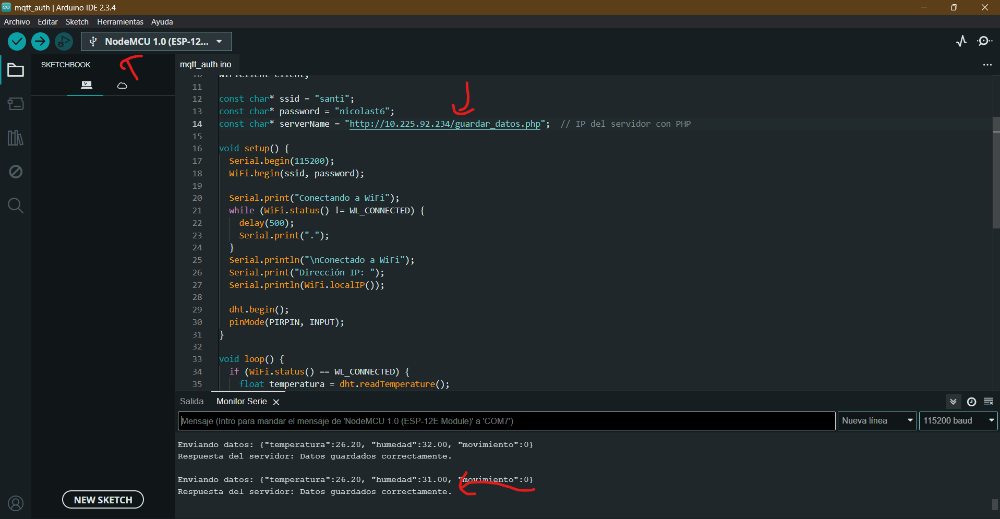 mqtt_auth | Arduino IDE 2.3.4
Archivo Editar Sketch Herramientas Ayuda
NodeMCU 1.0 (ESP-12...
SKETCHBOOK
mqtt_auth.ino
10 WiFiClient client;
11
12 const char* ssid = "santi";
13 const char* password = "nicolast6";
14 const char* serverName = "http://10.225.92.234/guardar_datos.php"; // IP del servidor con PHP
15
16 void setup() {
17 Serial.begin(115200);
18 WiFi.begin(ssid, password);
19
20 Serial.print("Conectando a WiFi");
21 while (WiFi.status() != WL_CONNECTED) {
22 delay(500);
23 Serial.print(".");
24 }
25 Serial.println("\nConectado a WiFi");
26 Serial.print("Dirección IP: ");
27 Serial.println(WiFi.localIP());
28
29 dht.begin();
30 pinMode(PIRPIN, INPUT);
31 }
32
33 void loop() {
34 if (WiFi.status() == WL_CONNECTED) {
35 float temperatura = dht.readTemperature();
Salida Monitor Serie
Mensaje (Intro para mandar el mensaje de 'NodeMCU 1.0 (ESP-12E Module)' a 'COM7')
Nueva línea
115200 baud
Enviando datos: {"temperatura":26.20, "humedad":32.00, "movimiento":0}
Respuesta del servidor: Datos guardados correctamente.
Enviando datos: {"temperatura":26.20, "humedad":31.00, "movimiento":0}
Respuesta del servidor: Datos guardados correctamente.
NEW SKETCH